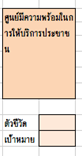 ศูนย์มีความพร้อมในก
ารให้บริการประชาช
น
ตัวชี้วัด
เป้าหมาย